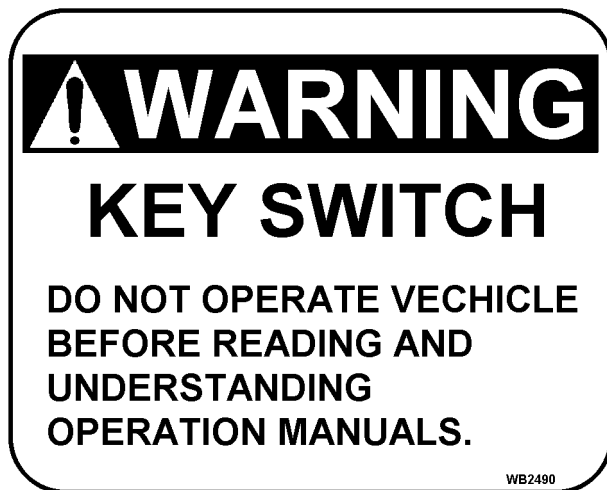 WARNING
KEY SWITCH
DO NOT OPERATE VECHICLE
BEFORE READING AND
UNDERSTANDING
OPERATION MANUALS.
WB2490